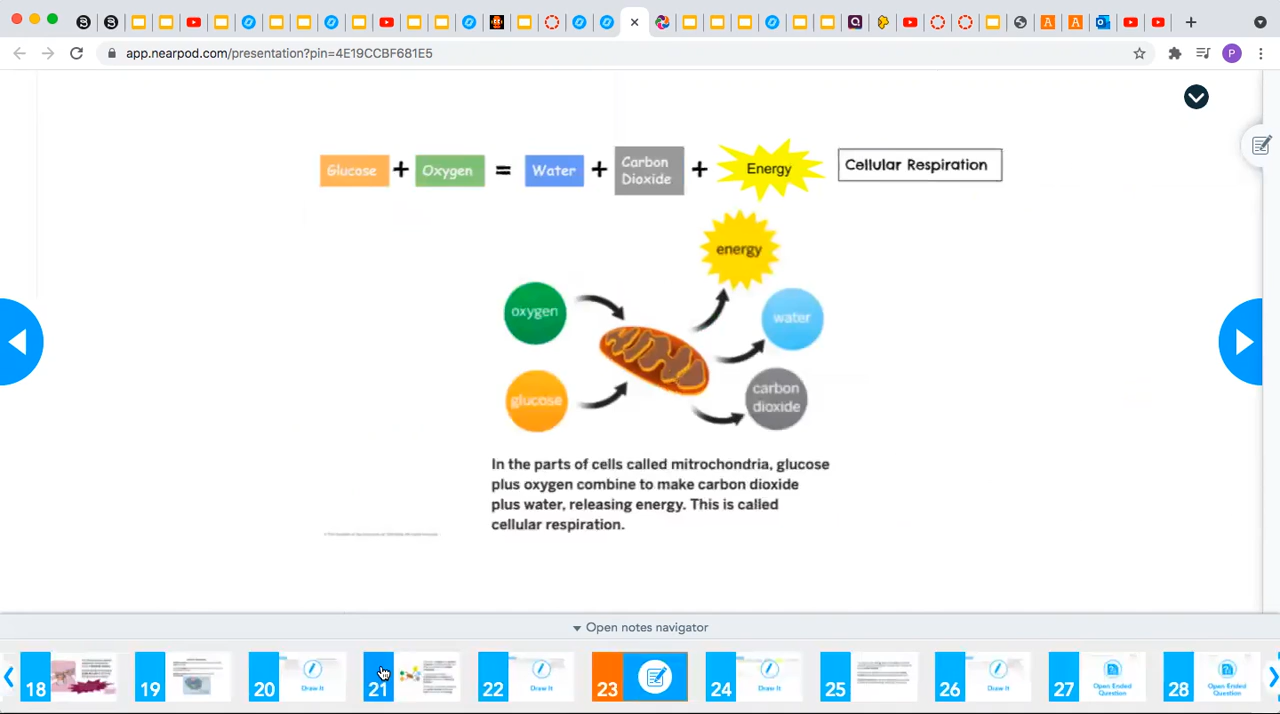 app.nearpod.com/presentation?pin=4E19CCBF681E5
P
Glucose + Oxygen = Water + Carbon Dioxide + Energy
Cellular Respiration
energy
oxygen
water
glucose
carbon
dioxide
In the parts of cells called mitrochondria, glucose
plus oxygen combine to make carbon dioxide
plus water, releasing energy. This is called
cellular respiration.
Open notes navigator
18
19
20
Draw It
21
22
Draw It
23
24
Draw It
25
26
Draw It
27
Open Ended
Question
28
Open Ended
Question